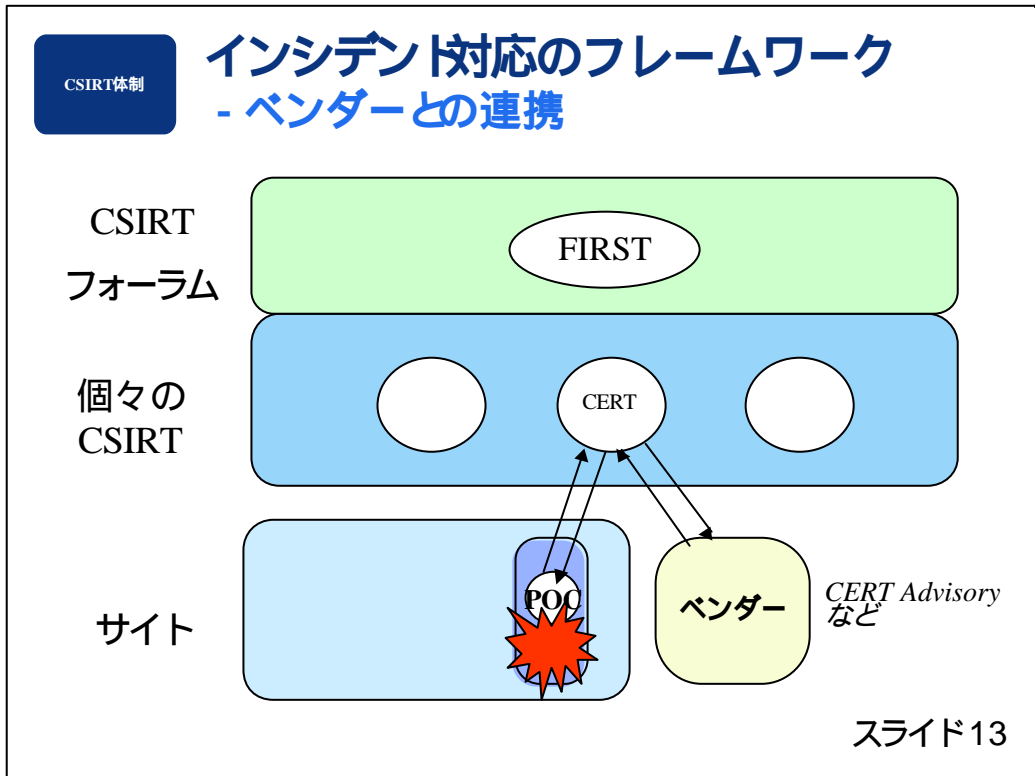 CSIRT体制
インシデント対応のフレームワーク
- ベンダーとの連携
CSIRT
フォーラム
FIRST
個々の
CSIRT
CERT
サイト
POC
ベンダー
CERT Advisory
など
スライド13